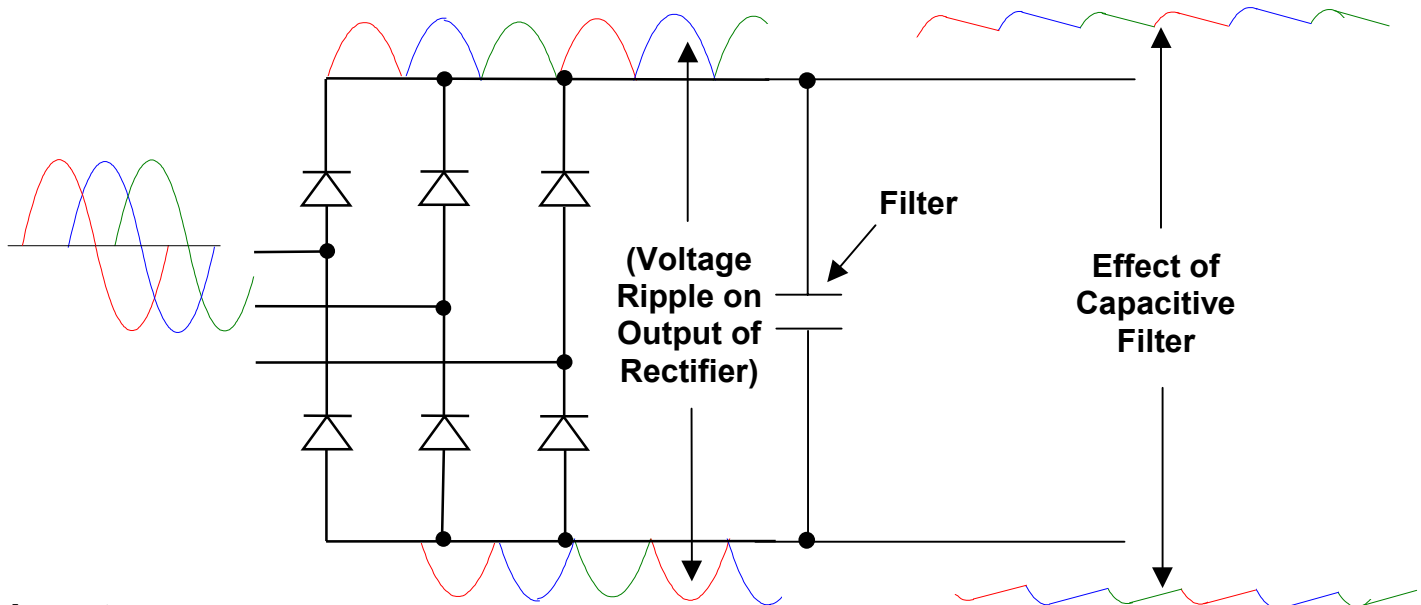 Filter
(Voltage
Ripple on
Output of
Rectifier)
Effect of
Capacitive
Filter